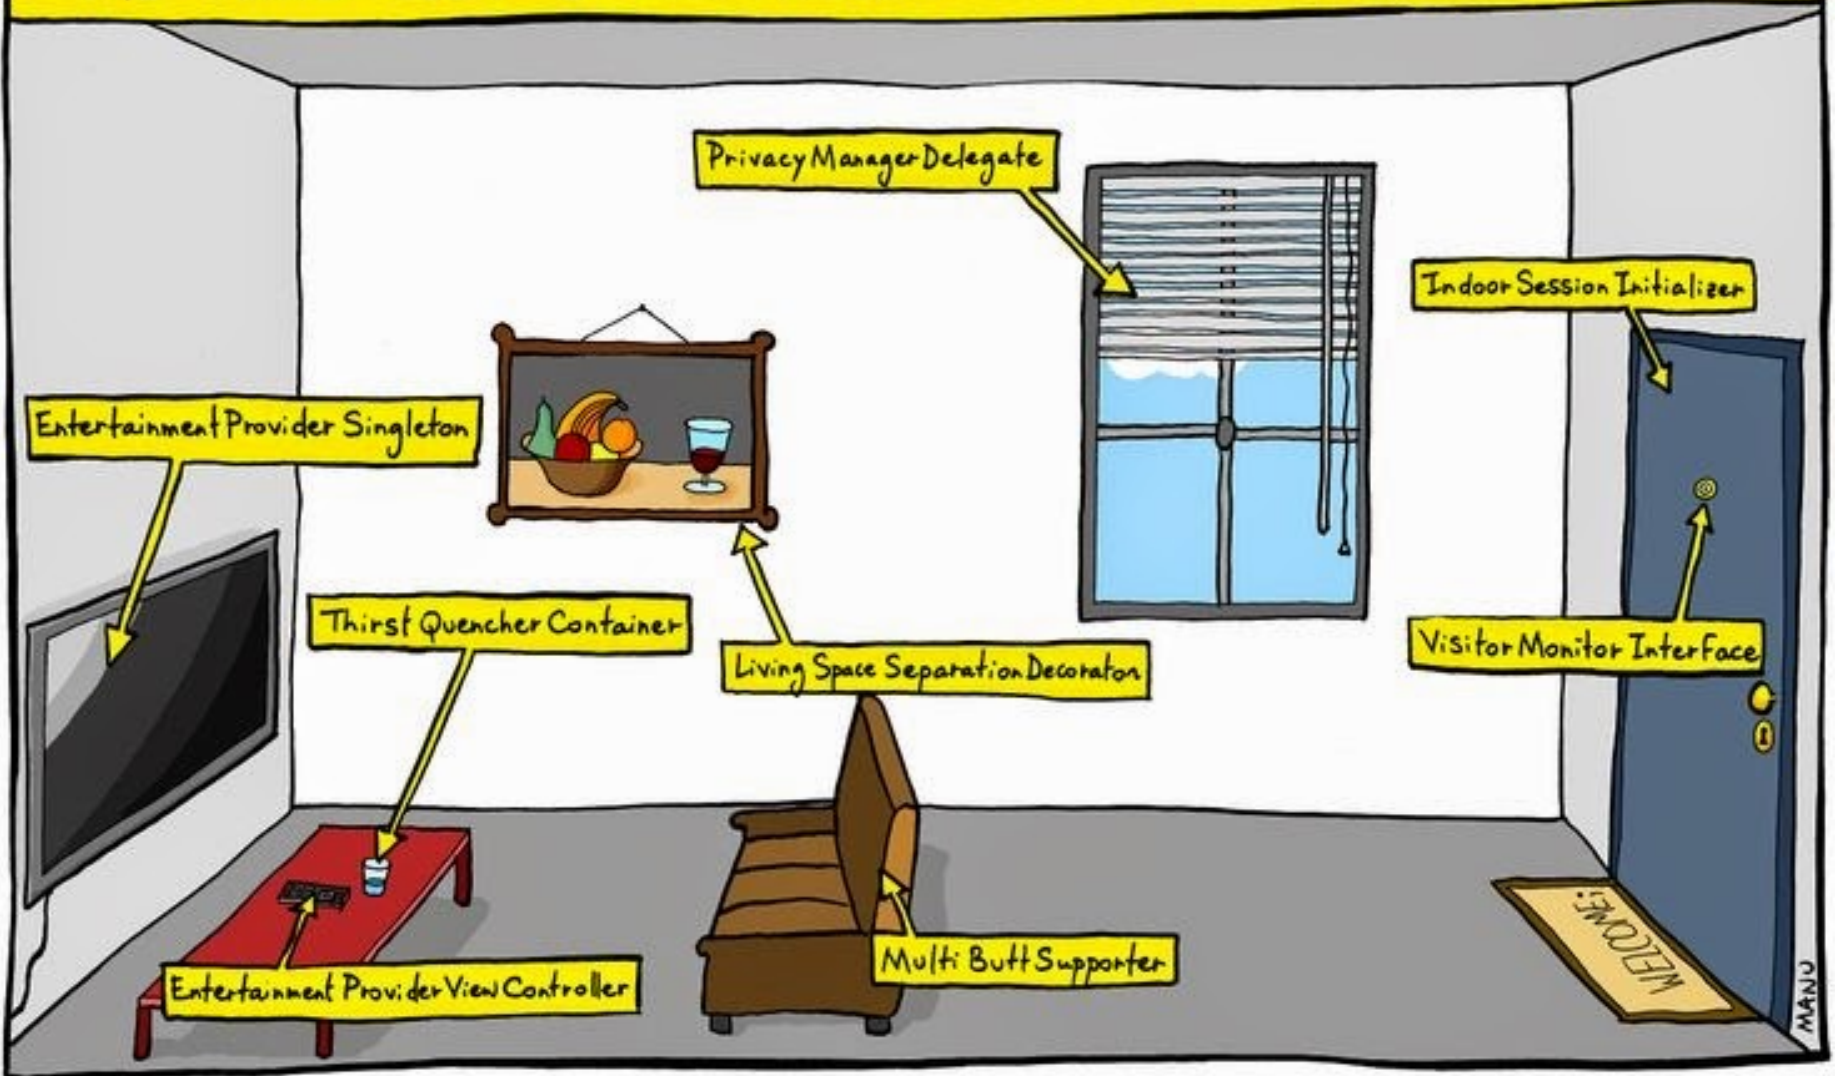 Privacy Manager Delegate
Indoor Session Initializer
Entertainment Provider Singleton
Thirst Quencher Container
Living Space Separation Decorator
Visitor Monitor Interface
Multi Butt Supporter
Entertainment Provider View Controller
WELCOME!
MANU